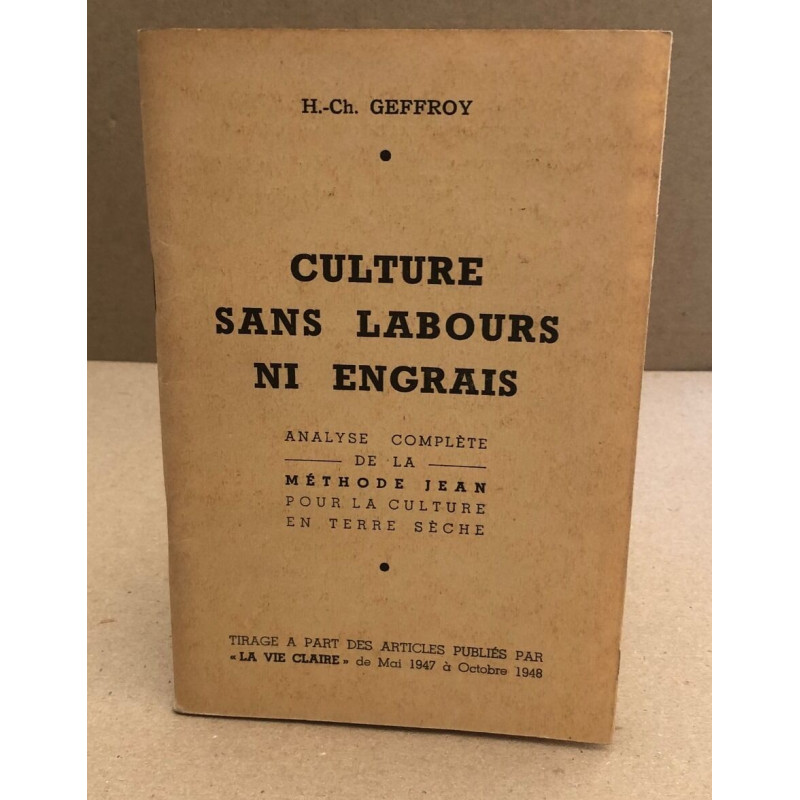 H.-Ch. GEFFROY
CULTURE
SANS LABOURS
NI ENGRAIS
ANALYSE COMPLÈTE
DE LA
MÉTHODE JEAN
POUR LA CULTURE
EN TERRE SÈCHE
TIRAGE A PART DES ARTICLES PUBLIÉS PAR
« LA VIE CLAIRE » de Mai 1947 à Octobre 1948